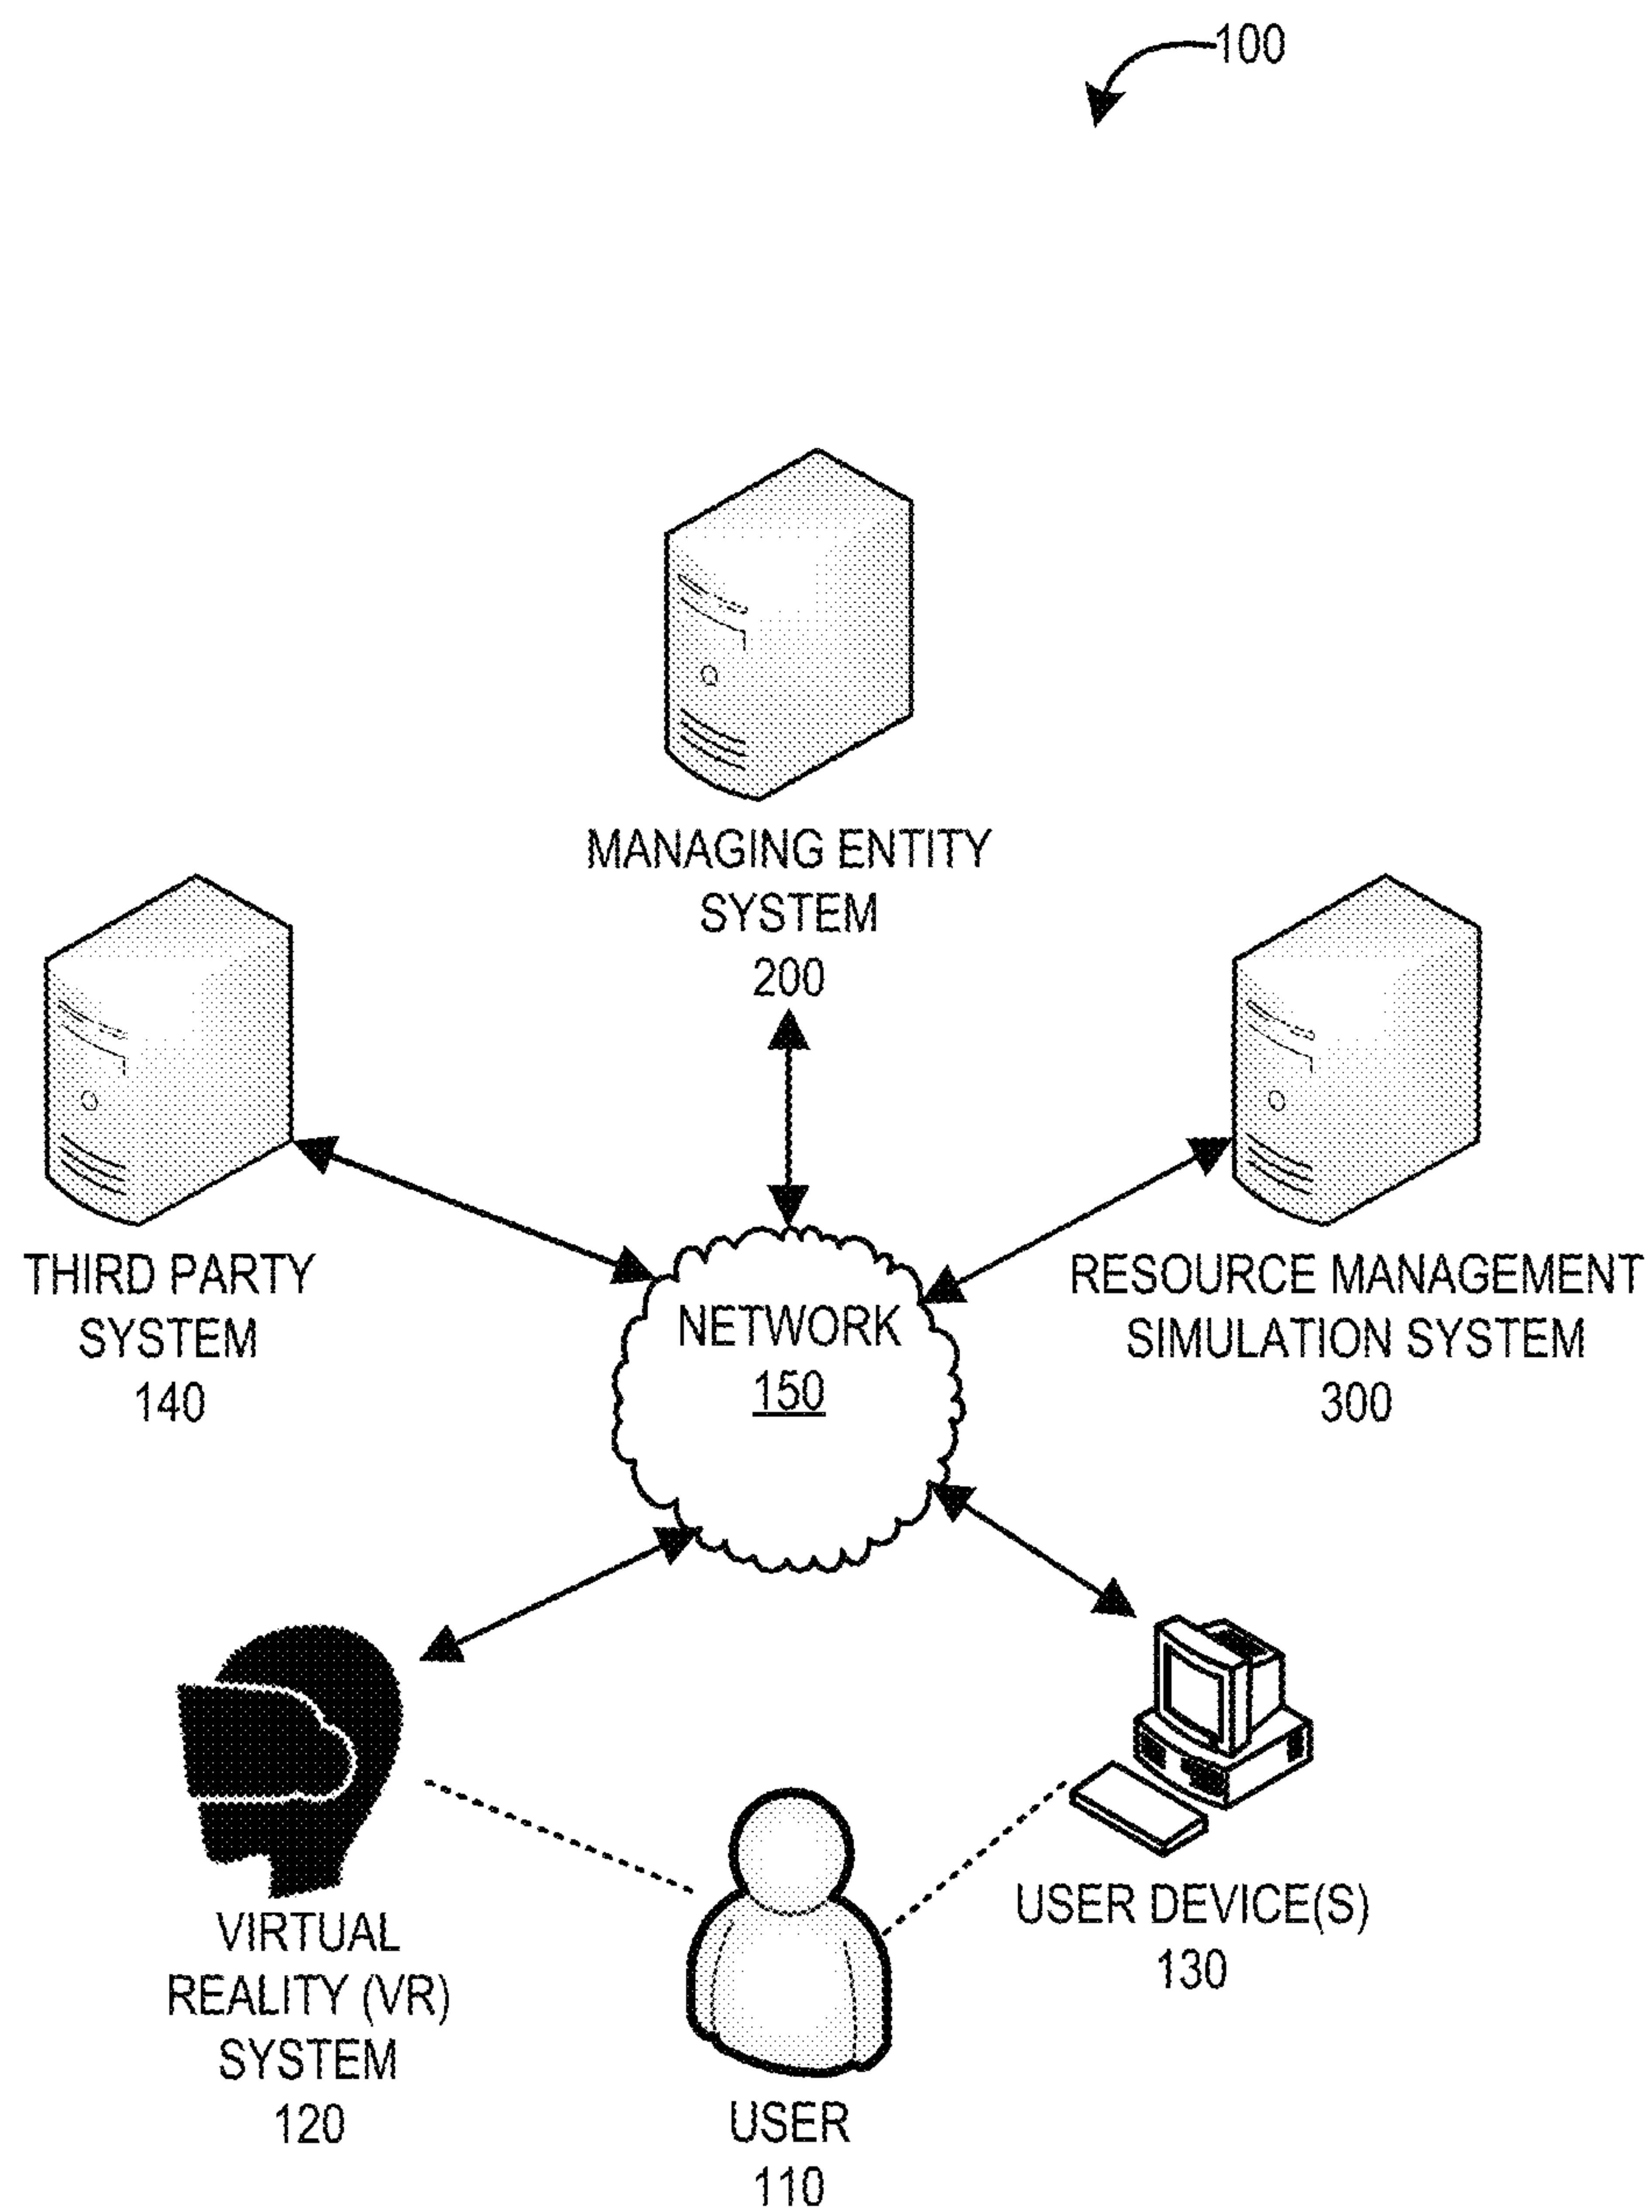 100
MANAGING ENTITY
SYSTEM
200
THIRD PARTY
SYSTEM
140
NETWORK
150
RESOURCE MANAGEMENT
SIMULATION SYSTEM
300
VIRTUAL
REALITY (VR)
SYSTEM
120
USER
110
USER DEVICE(S)
130